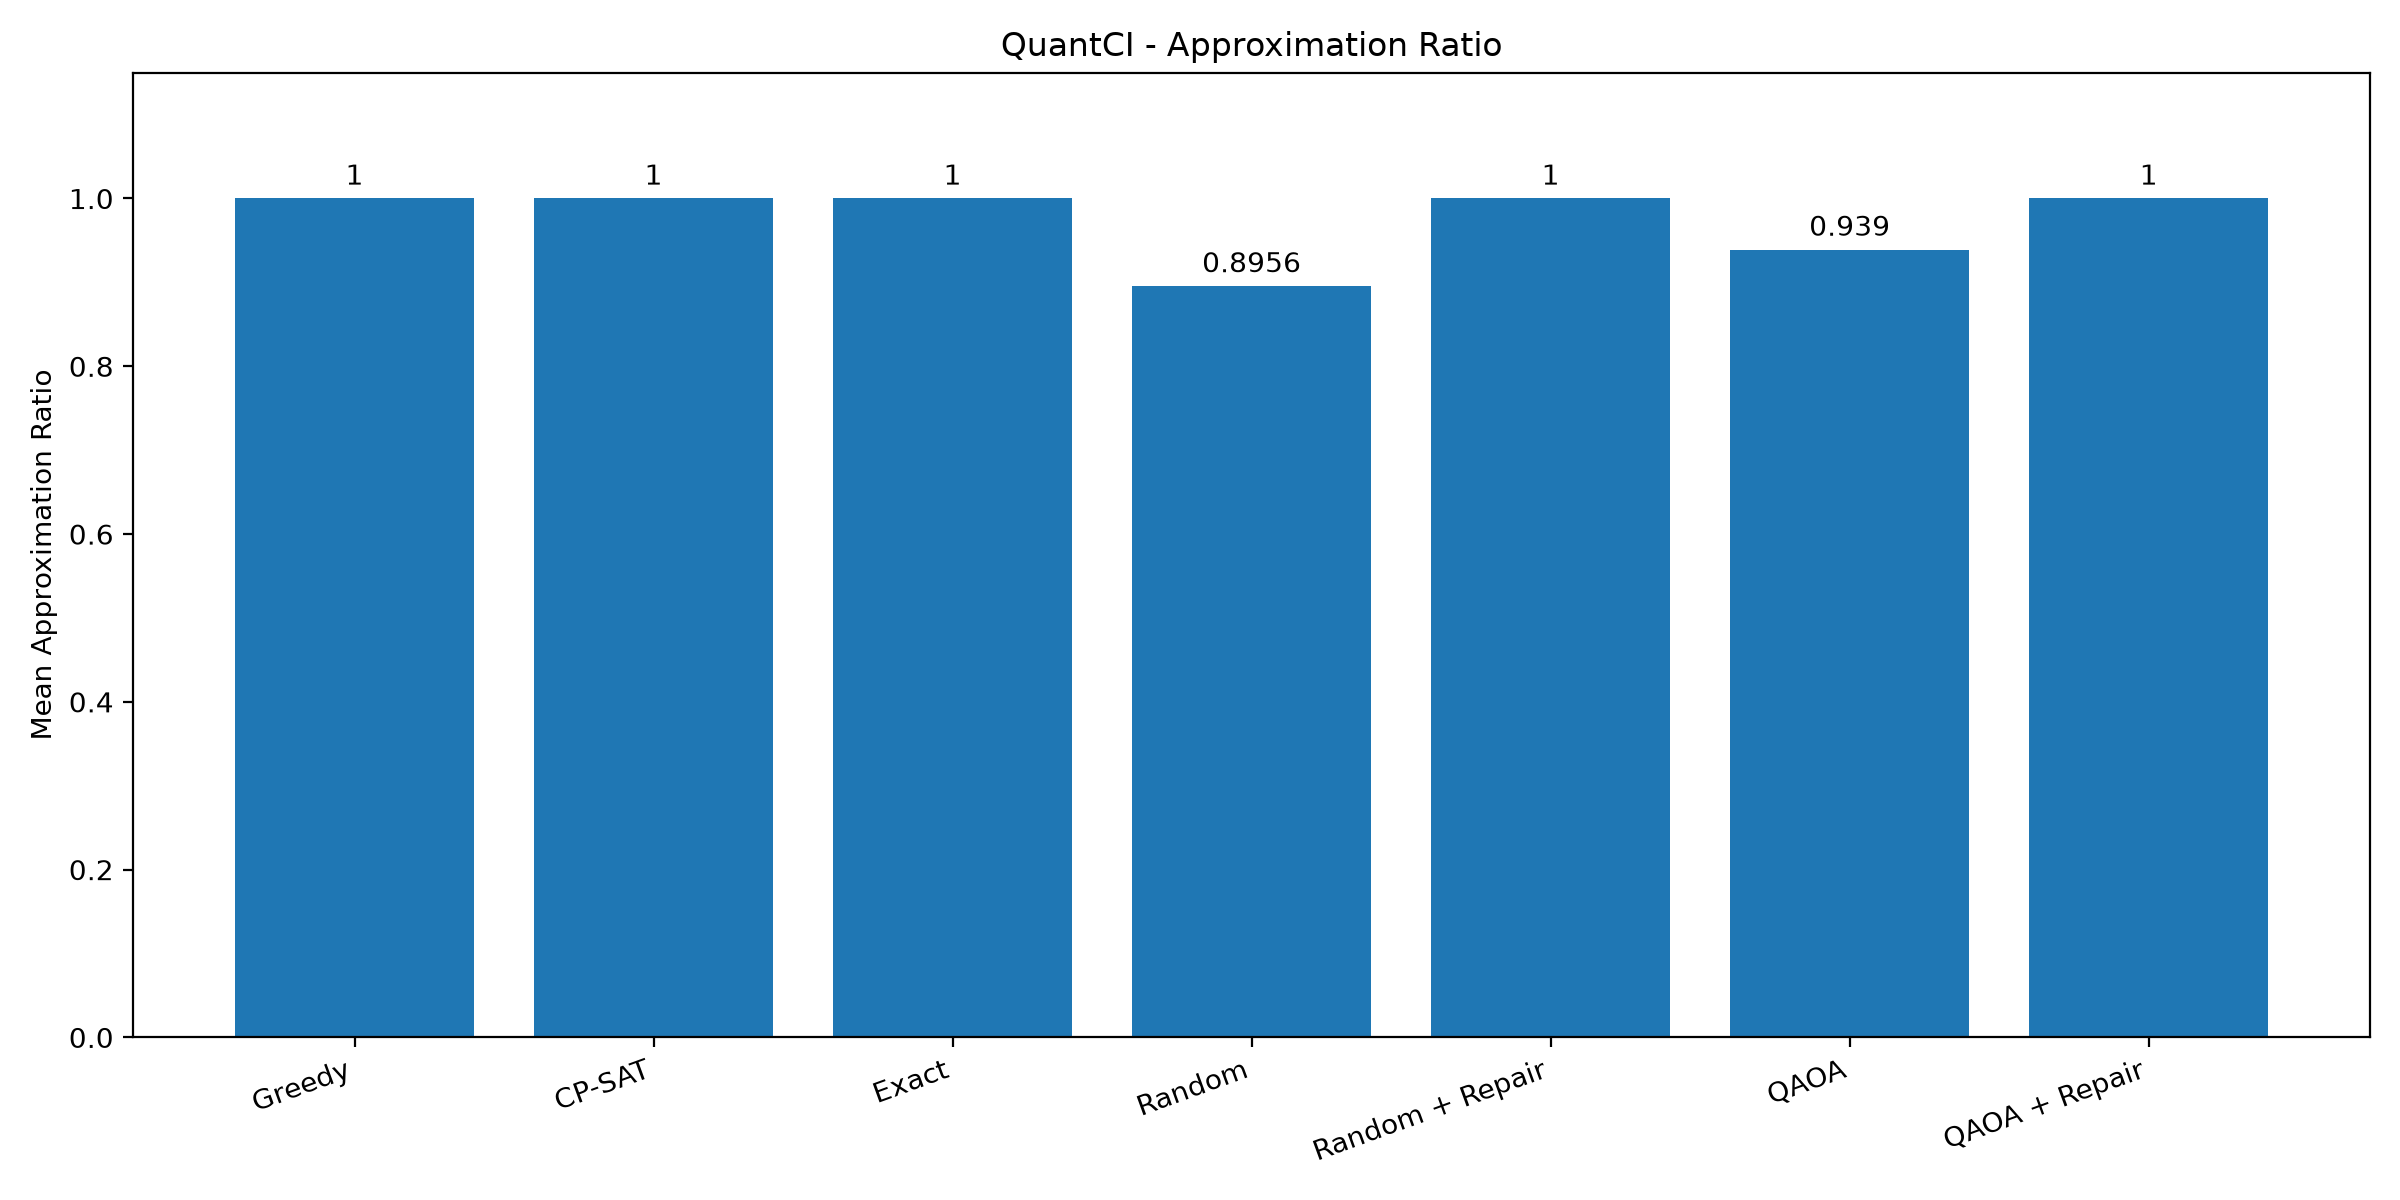 QuantCI - Approximation Ratio
Mean Approximation Ratio
1.0
0.8
0.6
0.4
0.2
0.0
1
1
1
0.8956
1
0.939
1
Greedy
CP-SAT
Exact
Random
Random + Repair
QAOA
QAOA + Repair